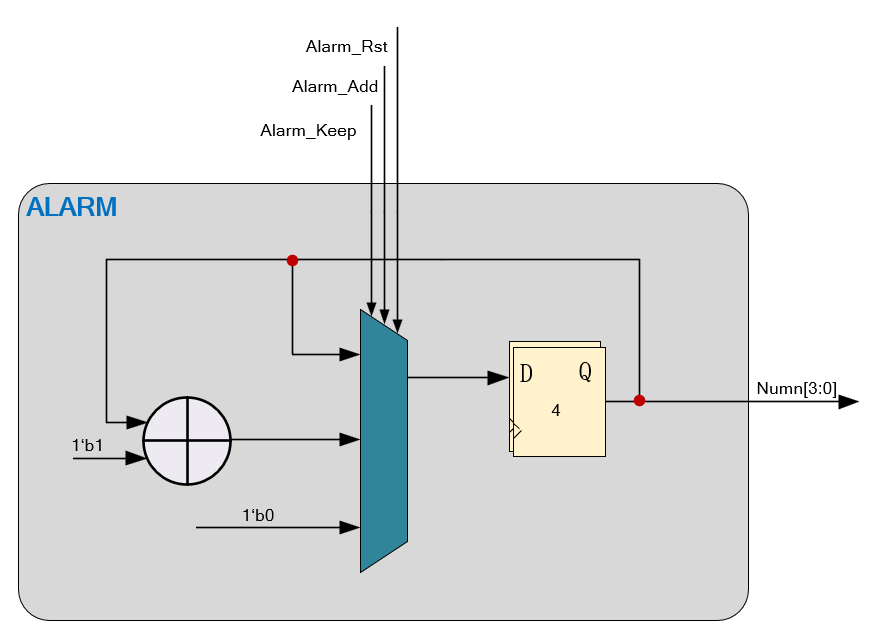 Alarm_Rst
Alarm_Add
Alarm_Keep
ALARM
D Q
4
Numn[3:0]
1‘b1
1‘b0